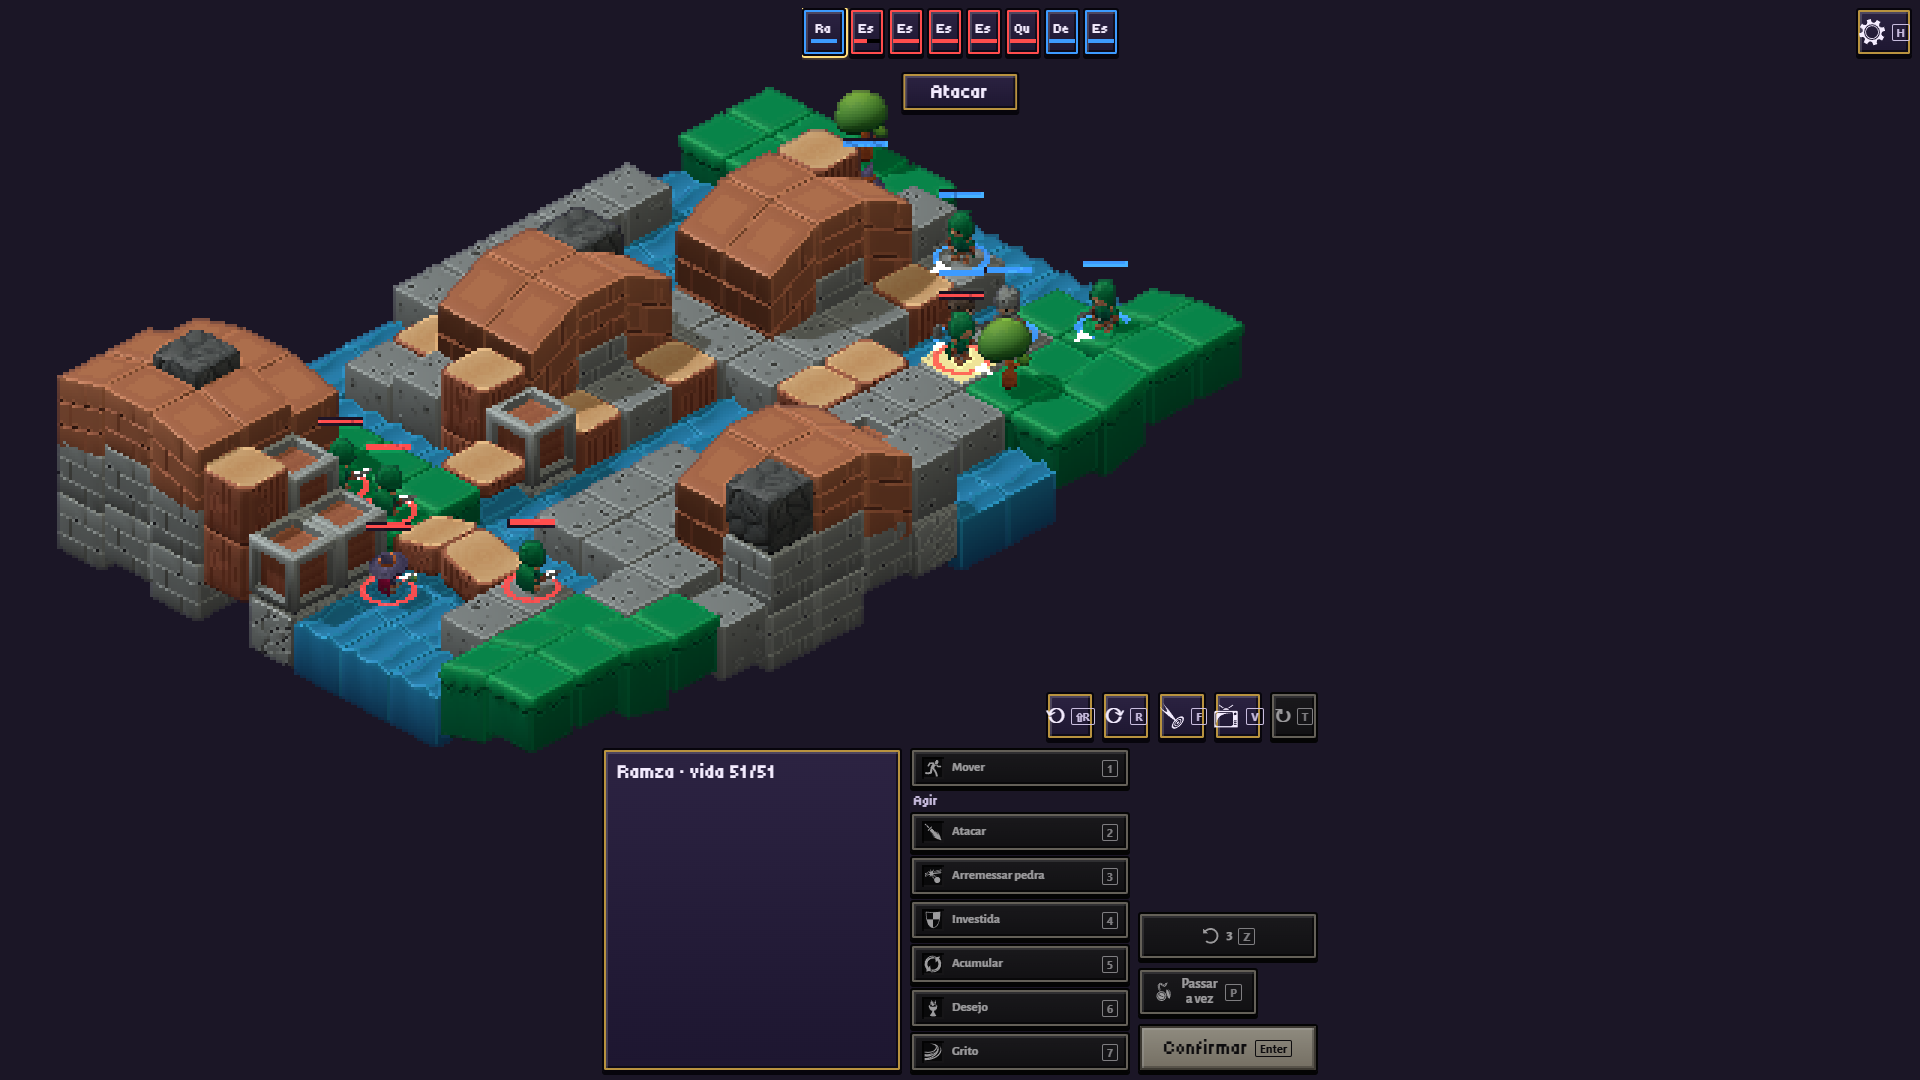 Ra Es Es Es Es Qu De Es
H
Atacar
R R F V T
Ramza · vida 51/51
Mover 1
Agir
Atacar 2
Arremessar pedra 3
Investida 4
Acumular 5
Desejo 6
Grito 7
3 Z
Passar a vez P
Confirmar Enter